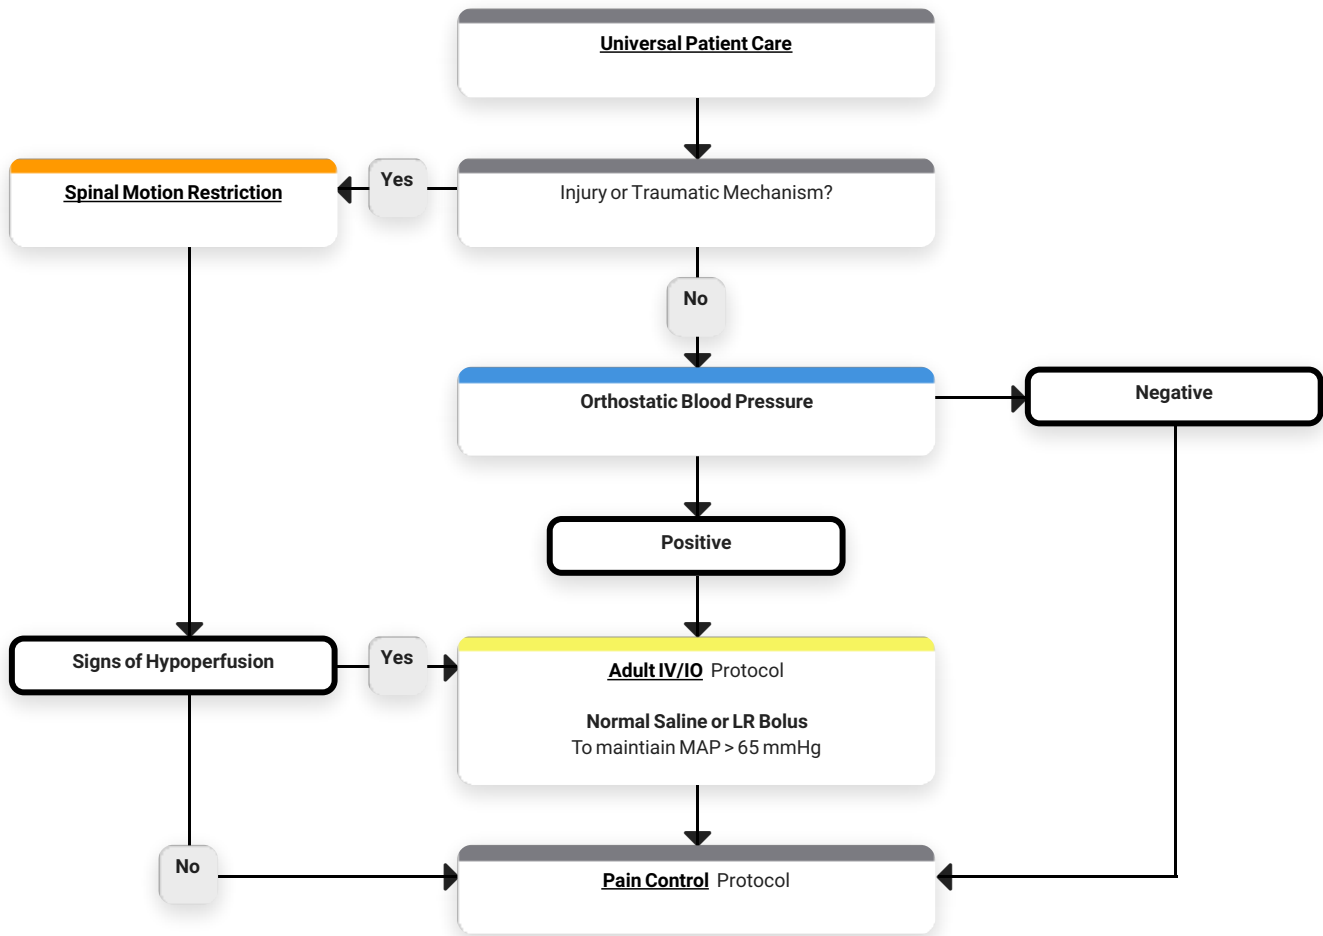 Universal Patient Care
Spinal Motion Restriction
Yes
Injury or Traumatic Mechanism?
No
Orthostatic Blood Pressure
Negative
Positive
Signs of Hypoperfusion
Yes
Adult IV/IO Protocol
Normal Saline or LR Bolus
To maintiain MAP > 65 mmHg
No
Pain Control Protocol